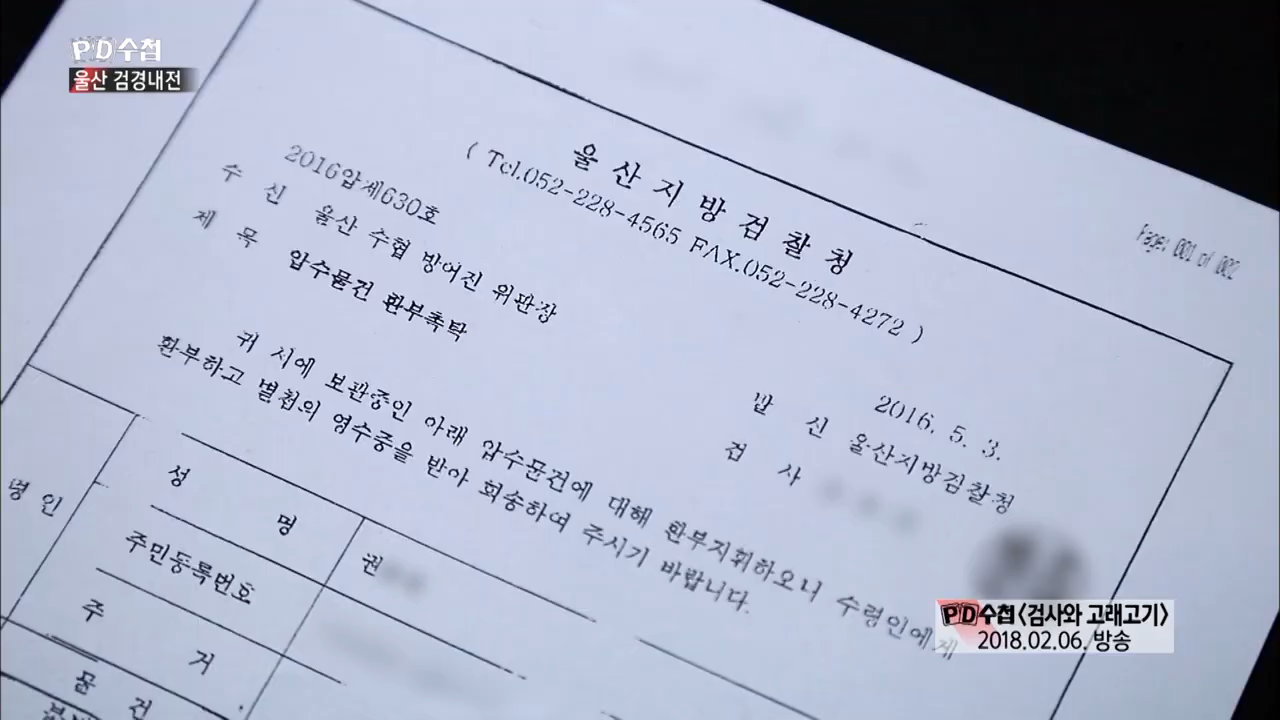 PD수첩
울산 검경내전
울산지방검찰청
( Tel.052-228-4565 FAX.052-228-4272 )
Page: 001 of 002
2016압제630호
수 신 울산 수협 방어진 위판장
제 목 압수물건 환부촉탁
2016. 5. 3.
발 신 울산지방검찰청
검 사
귀 시에 보관중인 아래 압수물건에 대해 환부지휘하오니 수령인에게
환부하고 별첨의 영수증을 받아 회송하여 주시기 바랍니다.
령인
성 명
권
주민등록번호
주 거
물 건
PD수첩<검사와 고래고기>
2018.02.06. 방송